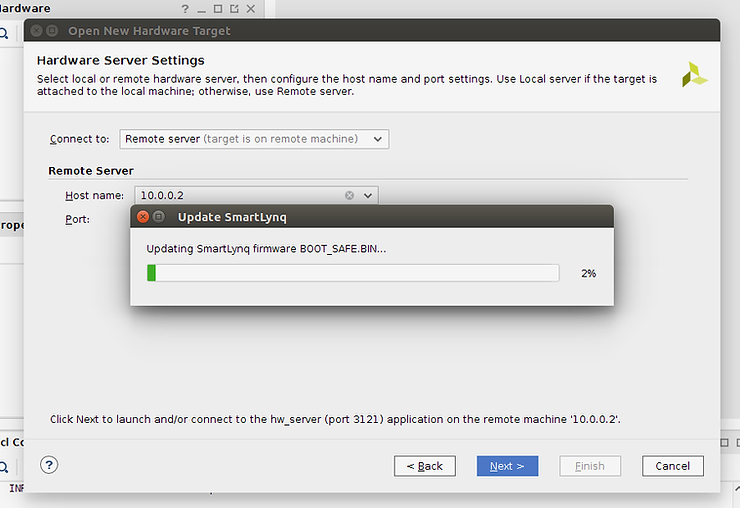 ardware
Open New Hardware Target
Hardware Server Settings
Select local or remote hardware server, then configure the host name and port settings. Use Local server if the target is
attached to the local machine; otherwise, use Remote server.
Connect to: Remote server (target is on remote machine)
Remote Server
Host name: 10.0.0.2
Port:
rope
Update SmartLynq
Updating SmartLynq firmware BOOT_SAFE.BIN...
2%
Click Next to launch and/or connect to the hw_server (port 3121) application on the remote machine '10.0.0.2'.
cl Co
? < Back Next > Finish Cancel
INF